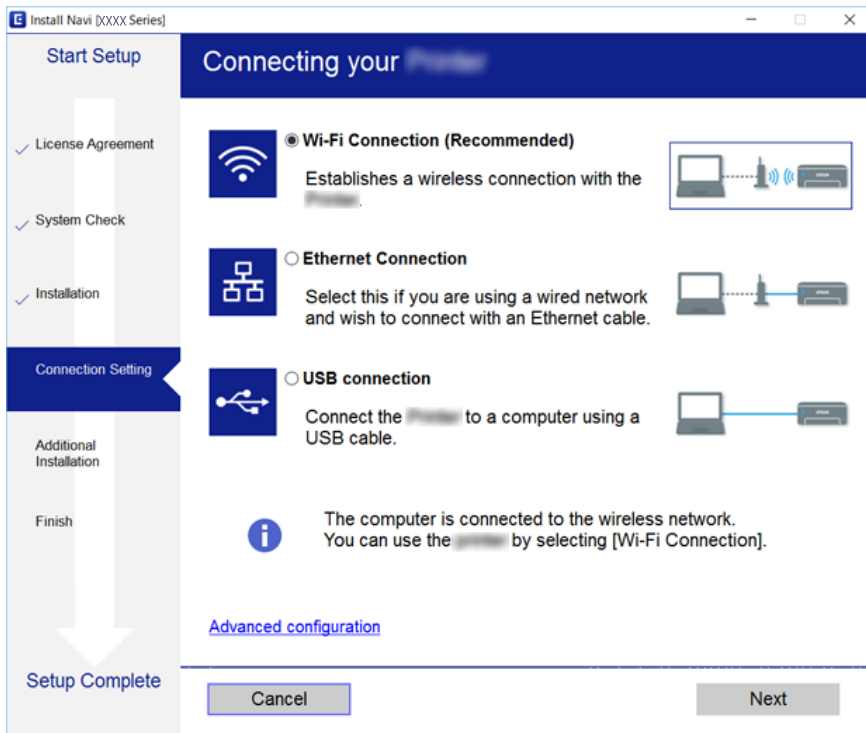 Install Navi [XXXX Series]
Start Setup
License Agreement
System Check
Installation
Connection Setting
Additional
Installation
Finish
Setup Complete
Connecting your
Wi-Fi Connection (Recommended)
Establishes a wireless connection with the
.
Ethernet Connection
Select this if you are using a wired network
and wish to connect with an Ethernet cable.
USB connection
Connect the to a computer using a
USB cable.
The computer is connected to the wireless network.
You can use the by selecting [Wi-Fi Connection].
Advanced configuration
Cancel
Next